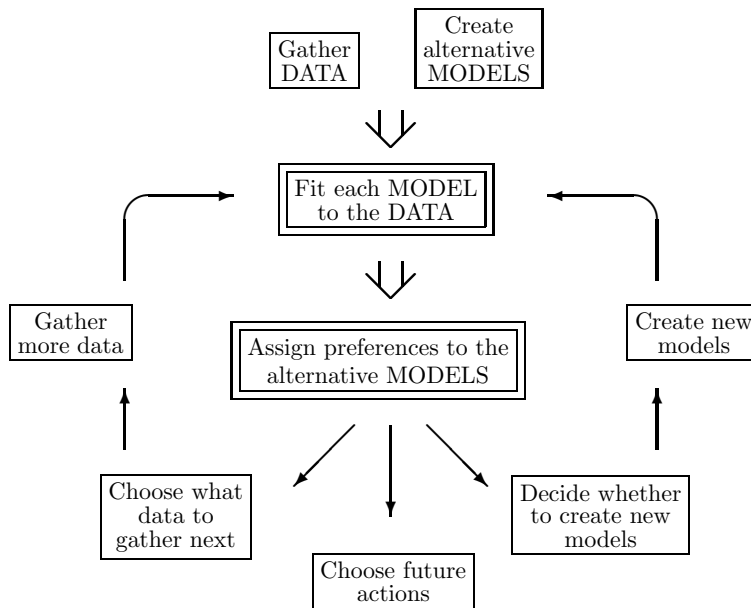 Gather
DATA
Create
alternative
MODELS
Fit each MODEL
to the DATA
Gather
more data
Assign preferences to the
alternative MODELS
Create new
models
Choose what
data to
gather next
Decide whether
to create new
models
Choose future
actions